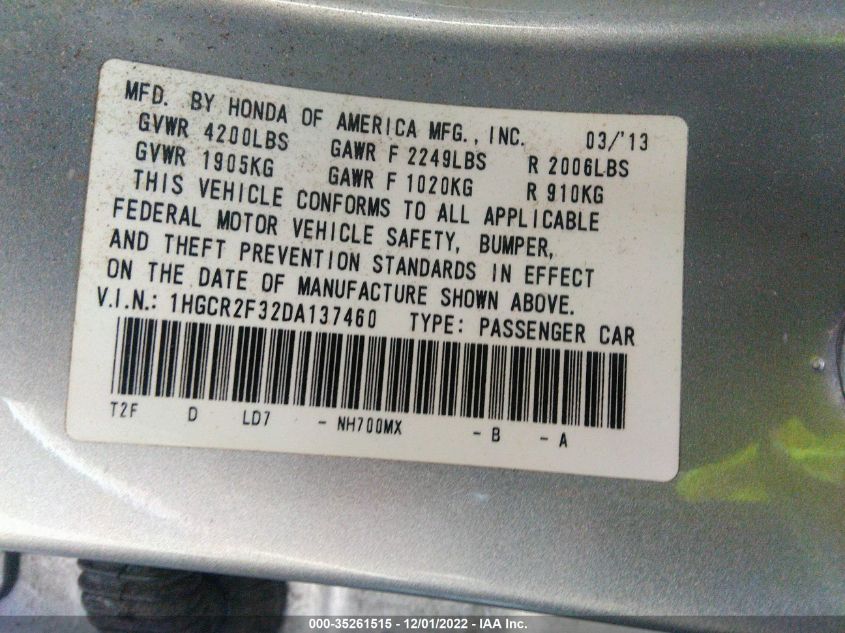 MFD. BY HONDA OF AMERICA MFG., INC. 03/'13
GVWR 4200LBS GAWR F 2249LBS R 2006LBS
GVWR 1905KG GAWR F 1020KG R 910KG
THIS VEHICLE CONFORMS TO ALL APPLICABLE
FEDERAL MOTOR VEHICLE SAFETY, BUMPER,
AND THEFT PREVENTION STANDARDS IN EFFECT
ON THE DATE OF MANUFACTURE SHOWN ABOVE.
V.I.N.: 1HGCR2F32DA137460 TYPE: PASSENGER CAR
T2F D LD7 - NH700MX - B - A
000-35261515 - 12/01/2022 - IAA Inc.